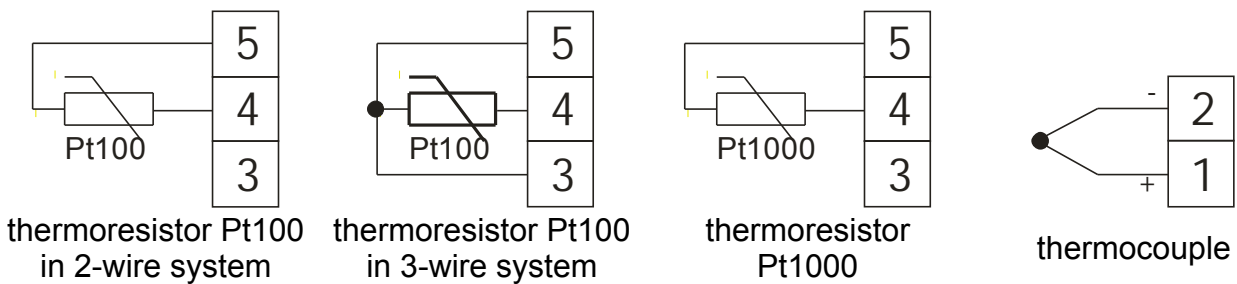 5
4
3
Pt100
thermoresistor Pt100
in 2-wire system
5
4
3
Pt100
thermoresistor Pt100
in 3-wire system
5
4
3
Pt1000
thermoresistor
Pt1000
- 2
+ 1
thermocouple